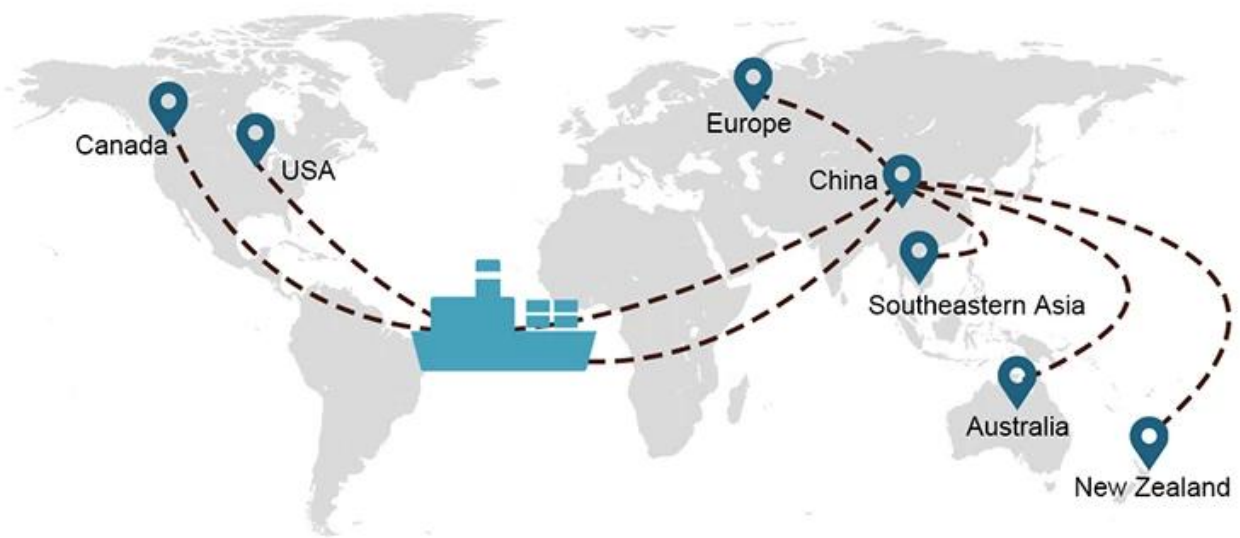 Canada
USA
Europe
China
Southeastern Asia
Australia
New Zealand